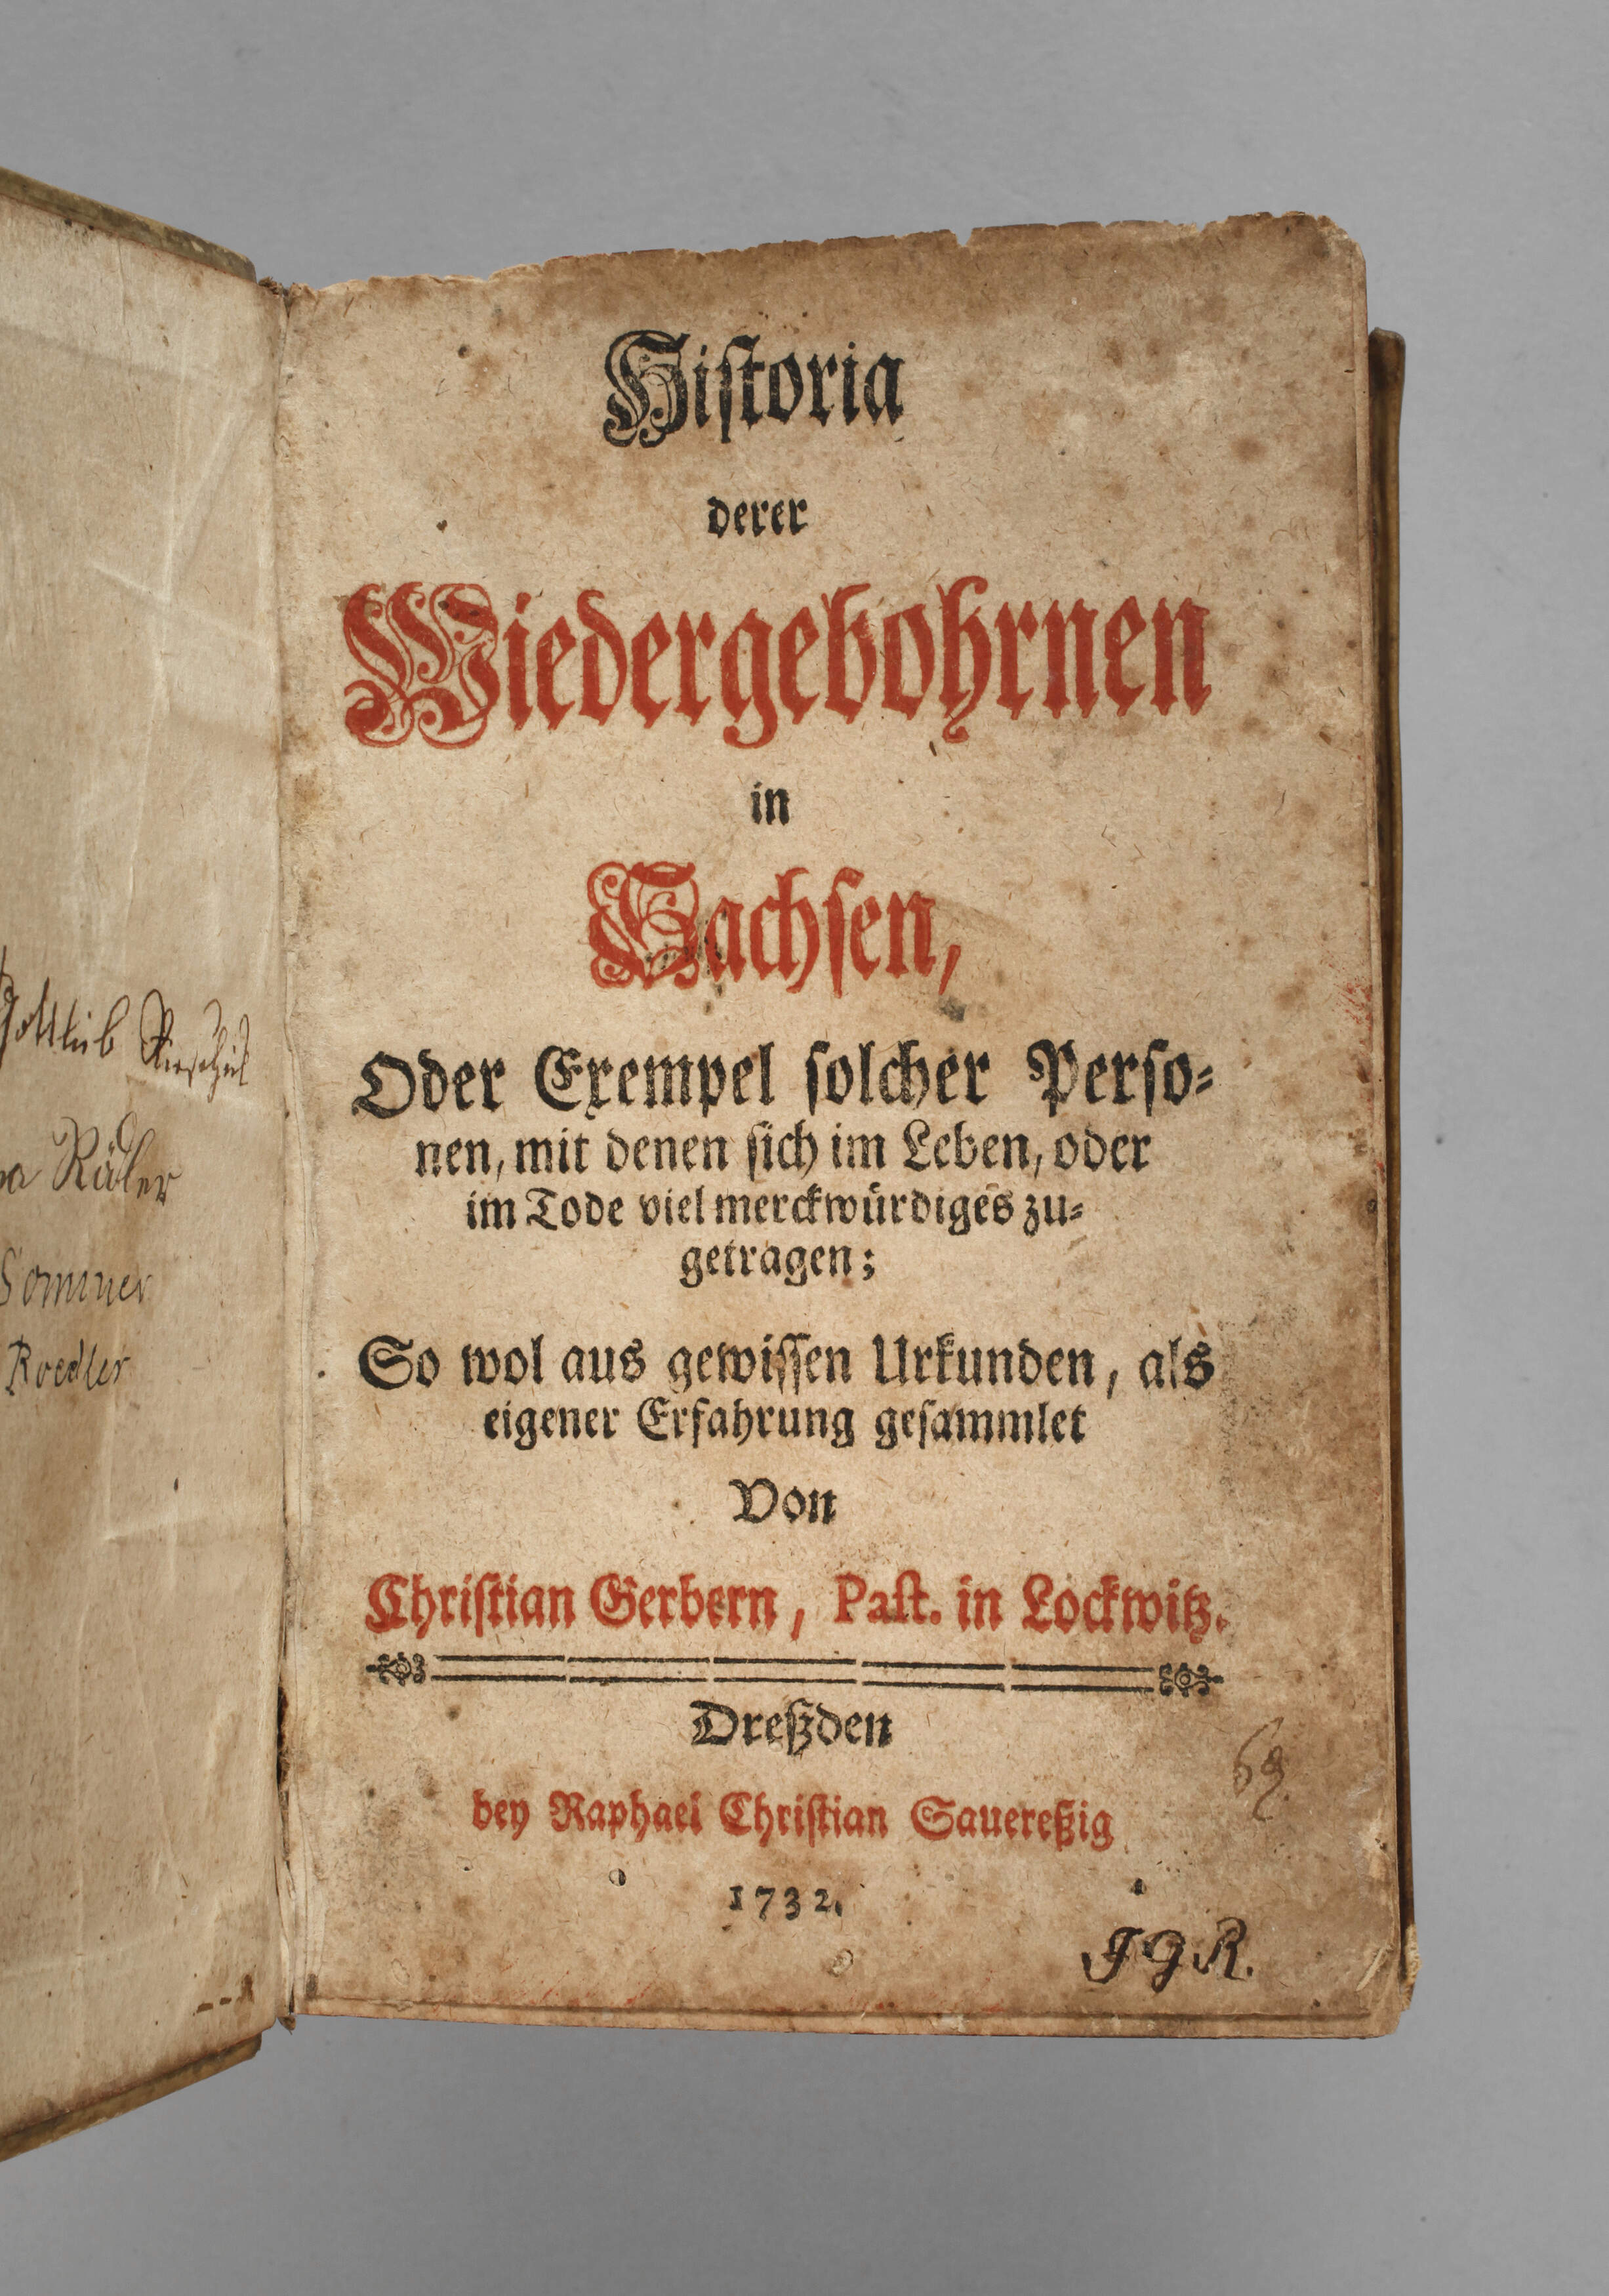 Gottlieb
Rädler
Sommer
Roedler
Historia
derer
Wiedergebohrnen
in
Sachsen,
Oder Exempel solcher Perso-
nen, mit denen sich im Leben, oder
im Tode viel merckwürdiges zu-
getragen;
So wol aus gewissen Urkunden, als
eigener Erfahrung gesammlet
Von
Christian Gerbern, Past. in Lockwitz.
Dreßden
bey Raphael Christian Sauereßig
1732.
J G R.